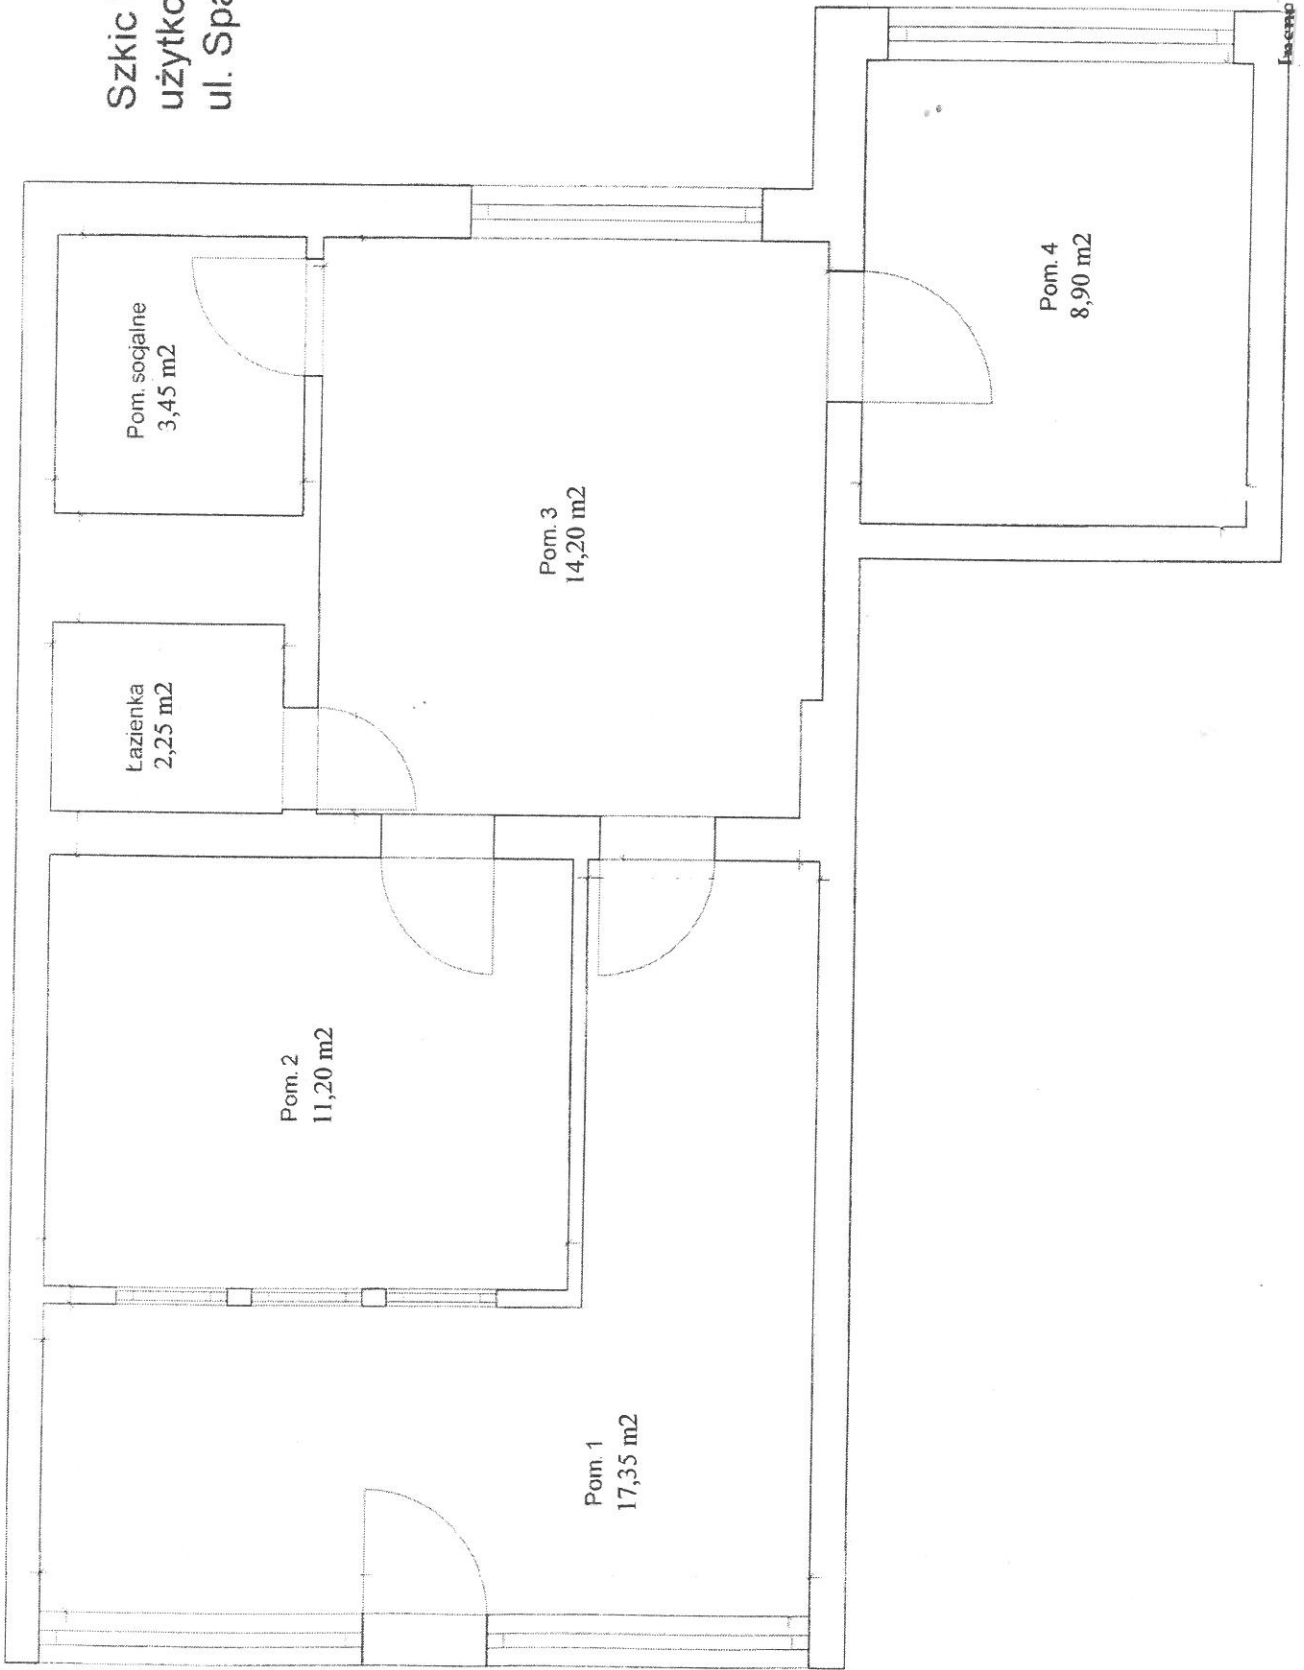 Szkic
użytko
ul. Spa
Pom. socjalne
3,45 m2
Łazienka
2,25 m2
Pom. 4
8,90 m2
Pom. 3
14,20 m2
Pom. 2
11,20 m2
Pom. 1
17,35 m2